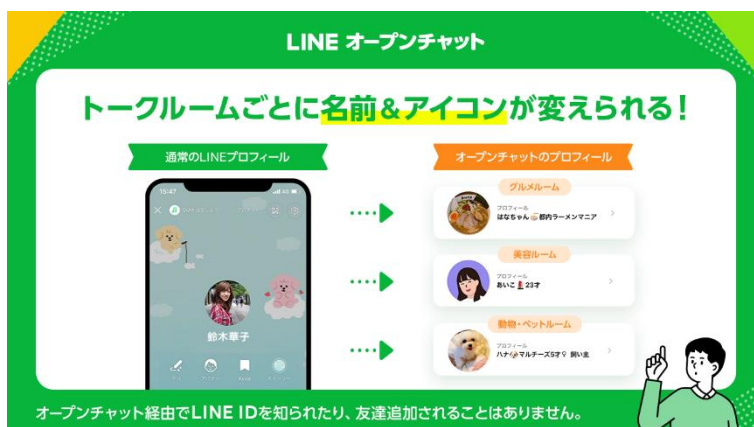 LINE オープンチャット
トークルームごとに名前&アイコンが変えられる!
通常のLINEプロフィール
オープンチャットのプロフィール
15:47
4G
鈴木華子
グルメルーム
プロフィール
はなちゃん🍜都内ラーメンマニア
美容ルーム
プロフィール
あいこ💄23才
動物・ペットルーム
プロフィール
ハナ🐶マルチーズ5才♀ 飼い主
オープンチャット経由でLINE IDを知られたり、友達追加されることはありません。